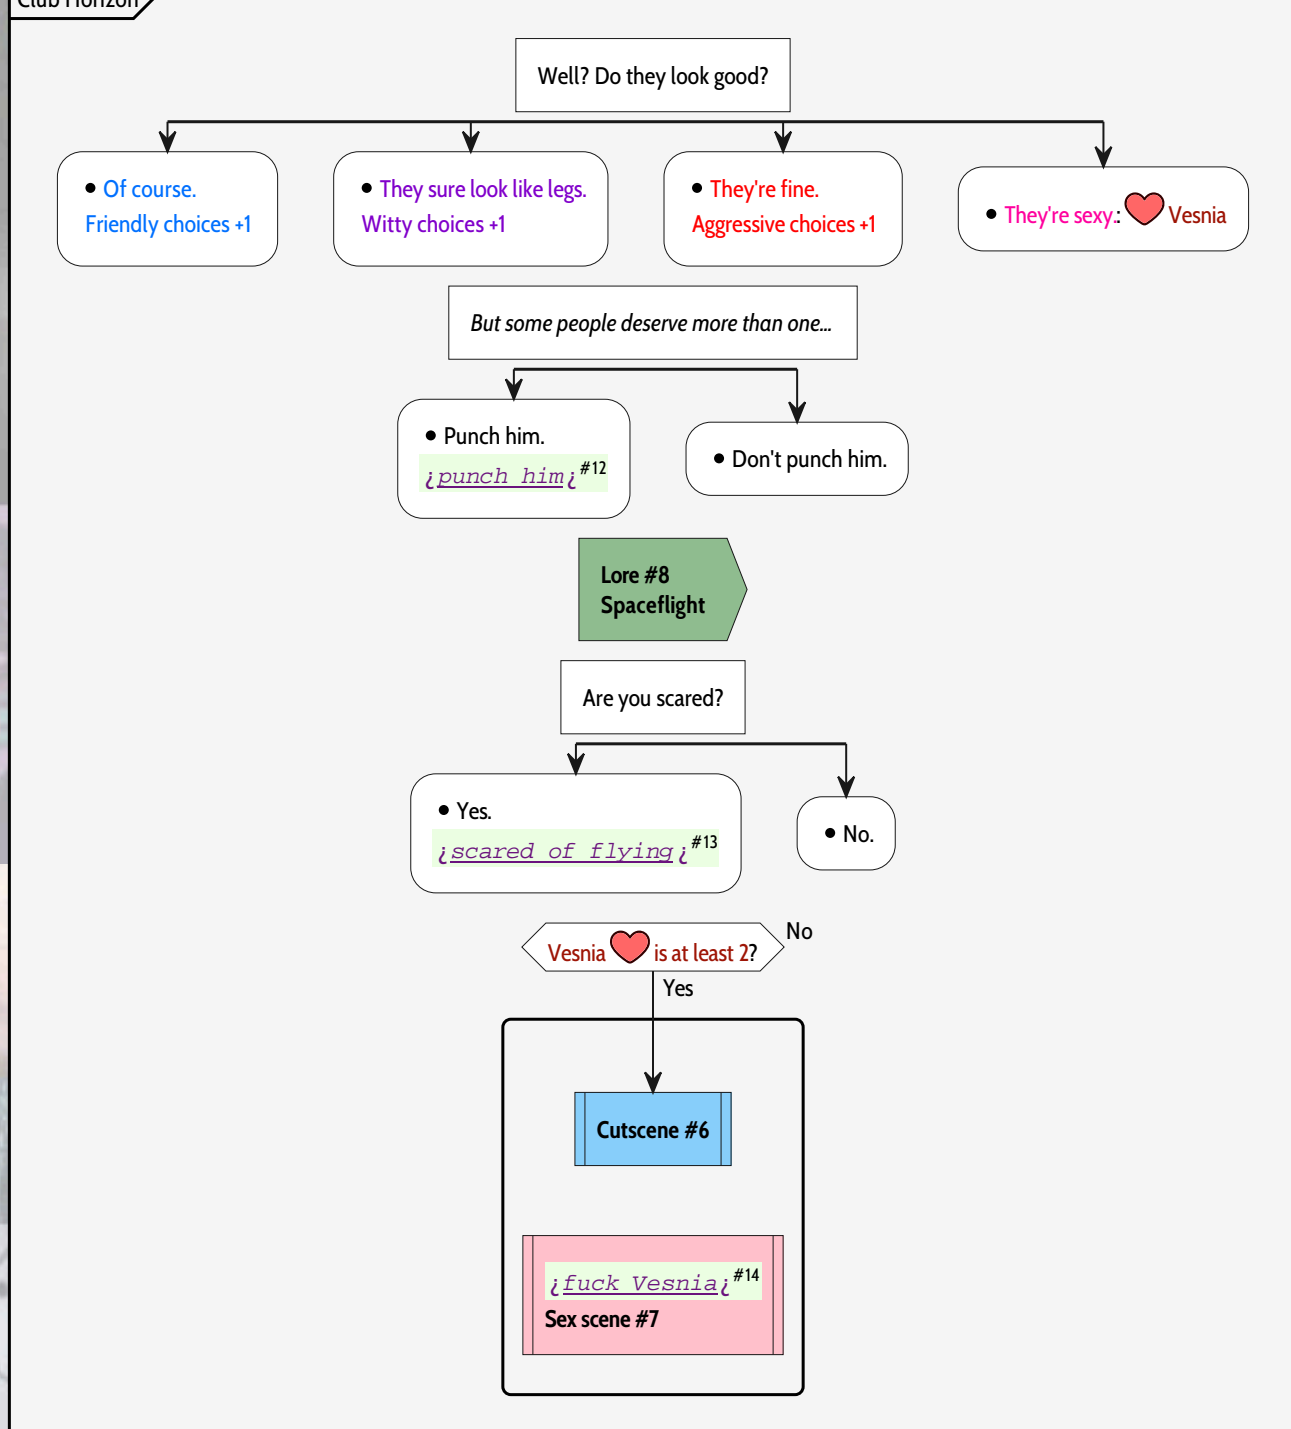 Club Horizon
Well? Do they look good?
• Of course.
Friendly choices +1
• They sure look like legs.
Witty choices +1
• They're fine.
Aggressive choices +1
• They're sexy.: Vesnia
But some people deserve more than one...
• Punch him.
¿punch him¿#12
• Don't punch him.
Lore #8
Spaceflight
Are you scared?
• Yes.
¿scared of flying¿#13
• No.
Vesnia is at least 2?
No
Yes
Cutscene #6
¿fuck Vesnia¿#14
Sex scene #7